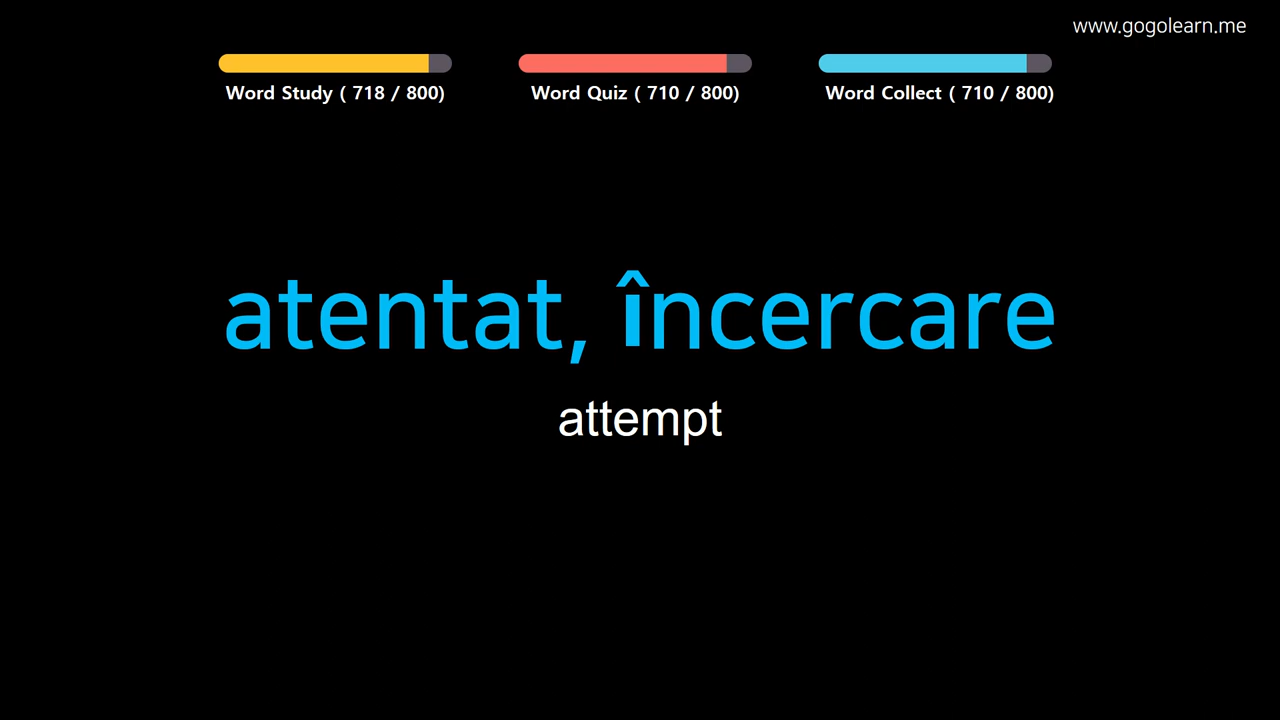 www.gogolearn.me
Word Study ( 718 / 800)
Word Quiz ( 710 / 800)
Word Collect ( 710 / 800)
atentat, încercare
attempt